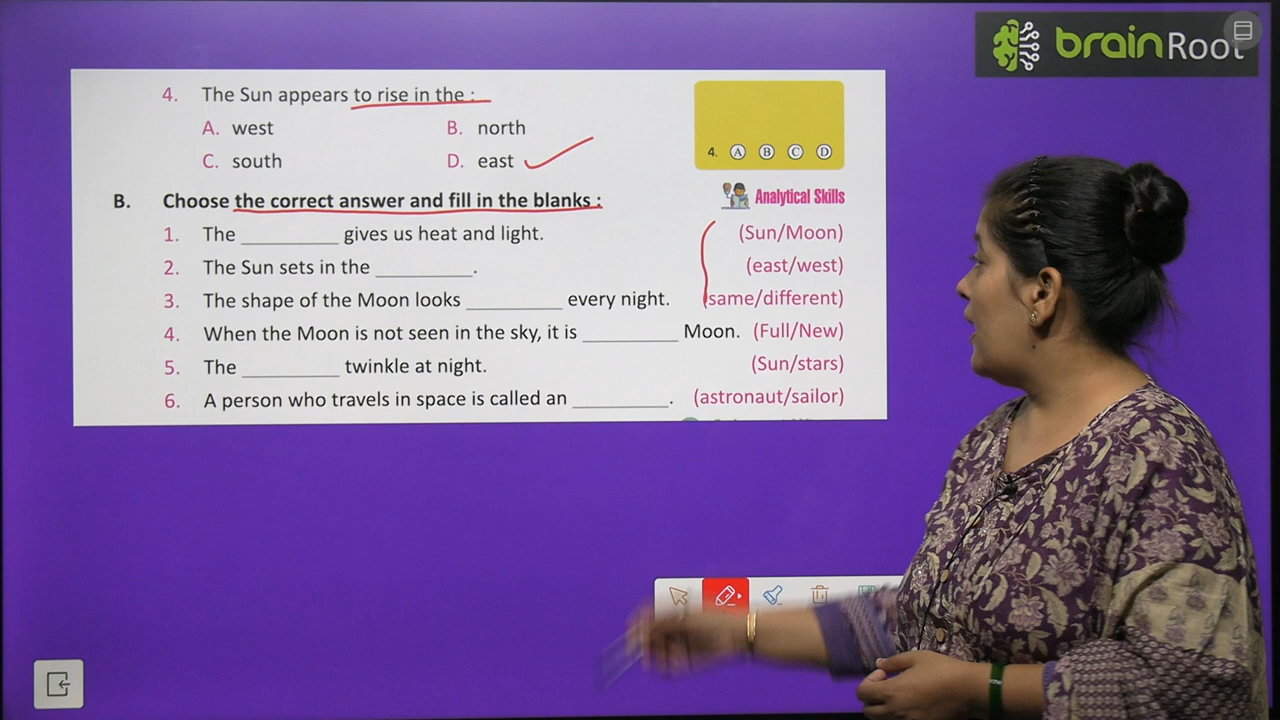 brainRoot
4. The Sun appears to rise in the :
A. west B. north
C. south D. east
4. A B C D
B. Choose the correct answer and fill in the blanks :
Analytical Skills
1. The __________ gives us heat and light. (Sun/Moon)
2. The Sun sets in the __________. (east/west)
3. The shape of the Moon looks __________ every night. (same/different)
4. When the Moon is not seen in the sky, it is __________ Moon. (Full/New)
5. The __________ twinkle at night. (Sun/stars)
6. A person who travels in space is called an __________. (astronaut/sailor)